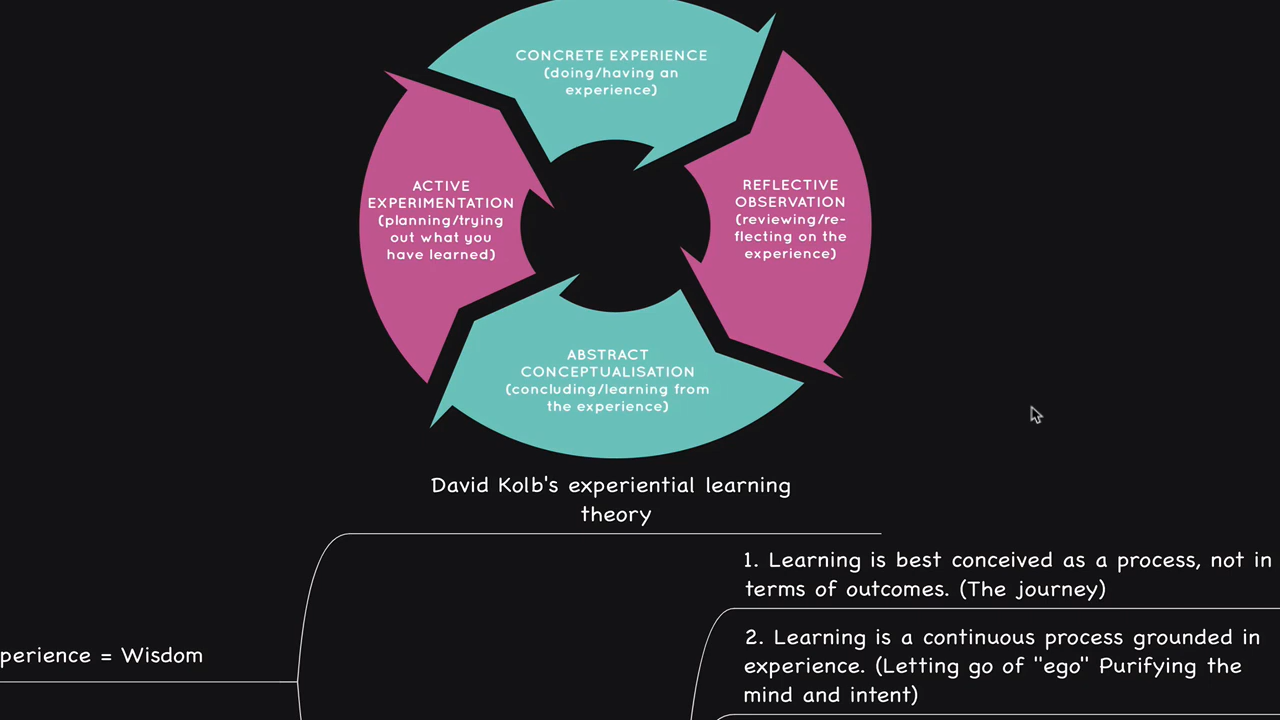 CONCRETE EXPERIENCE
(doing/having an
experience)
ACTIVE
EXPERIMENTATION
(planning/trying
out what you
have learned)
REFLECTIVE
OBSERVATION
(reviewing/re-
flecting on the
experience)
ABSTRACT
CONCEPTUALISATION
(concluding/learning from
the experience)
David Kolb's experiential learning
theory
1. Learning is best conceived as a process, not in
terms of outcomes. (The journey)
2. Learning is a continuous process grounded in
experience. (Letting go of "ego" Purifying the
mind and intent)
perience = Wisdom